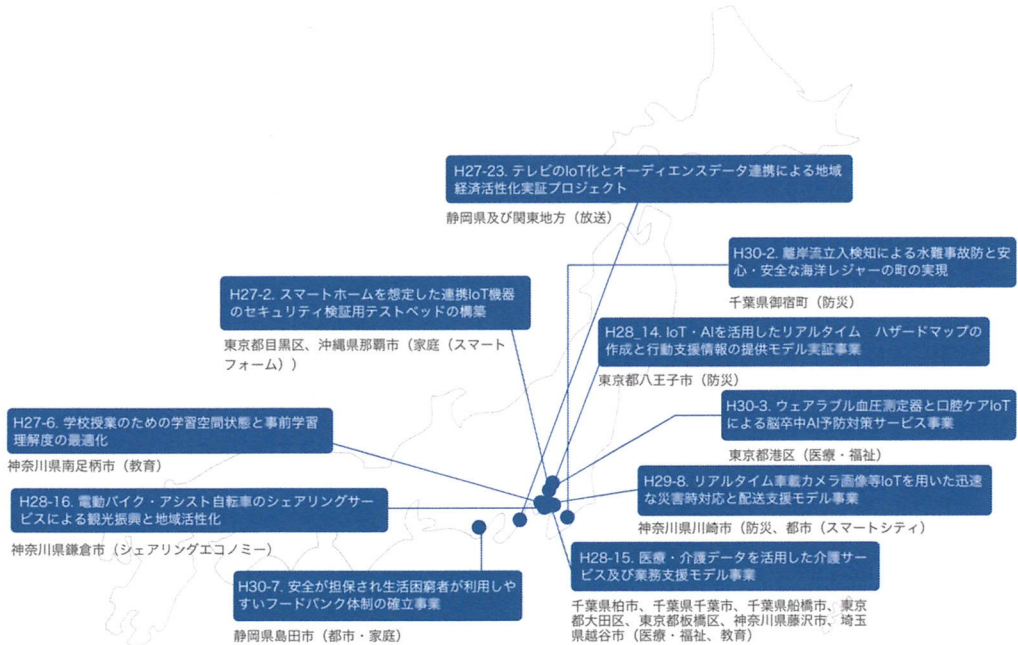 H27-23. テレビのIoT化とオーディエンスデータ連携による地域
経済活性化実証プロジェクト
静岡県及び関東地方（放送）
H30-2. 離岸流立入検知による水難事故防と安
心・安全な海洋レジャーの町の実現
千葉県御宿町（防災）
H27-2. スマートホームを想定した連携IoT機器
のセキュリティ検証用テストベッドの構築
東京都目黒区、沖縄県那覇市（家庭（スマート
フォーム））
H28_14. IoT・AIを活用したリアルタイム　ハザードマップの
作成と行動支援情報の提供モデル実証事業
東京都八王子市（防災）
H30-3. ウェアラブル血圧測定器と口腔ケアIoT
による脳卒中AI予防対策サービス事業
東京都港区（医療・福祉）
H27-6. 学校授業のための学習空間状態と事前学習
理解度の最適化
神奈川県南足柄市（教育）
H29-8. リアルタイム車載カメラ画像等IoTを用いた迅速
な災害時対応と配送支援モデル事業
神奈川県川崎市（防災、都市（スマートシティ）
H28-16. 電動バイク・アシスト自転車のシェアリングサー
ビスによる観光振興と地域活性化
神奈川県鎌倉市（シェアリングエコノミー）
H28-15. 医療・介護データを活用した介護サー
ビス及び業務支援モデル事業
千葉県柏市、千葉県千葉市、千葉県船橋市、東京
都大田区、東京都板橋区、神奈川県藤沢市、埼玉
県越谷市（医療・福祉、教育）
H30-7. 安全が担保され生活困窮者が利用しや
すいフードバンク体制の確立事業
静岡県島田市（都市・家庭）